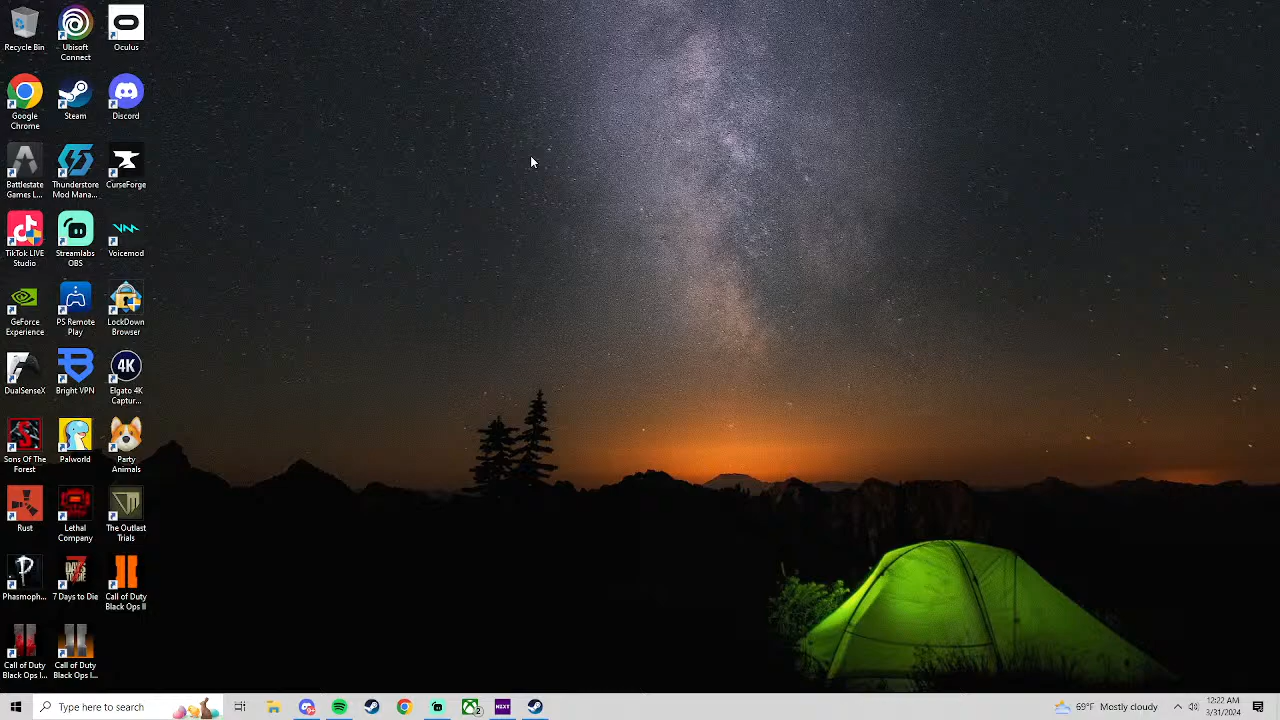 Recycle Bin
Ubisoft
Connect
Oculus
Google
Chrome
Steam
Discord
Battlestate
Games L...
Thunderstore
Mod Mana...
CurseForge
TikTok LIVE
Studio
Streamlabs
OBS
Voicemod
GeForce
Experience
PS Remote
Play
LockDown
Browser
DualSenseX
Bright VPN
4K
Elgato 4K
Captur...
Sons Of The
Forest
Palworld
Party
Animals
Rust
Lethal
Company
The Outlast
Trials
Phasmoph...
7 Days to Die
Call of Duty
Black Ops II
Call of Duty
Black Ops I...
Call of Duty
Black Ops I...
Type here to search
NZXT
69°F Mostly cloudy
12:22 AM
3/31/2024